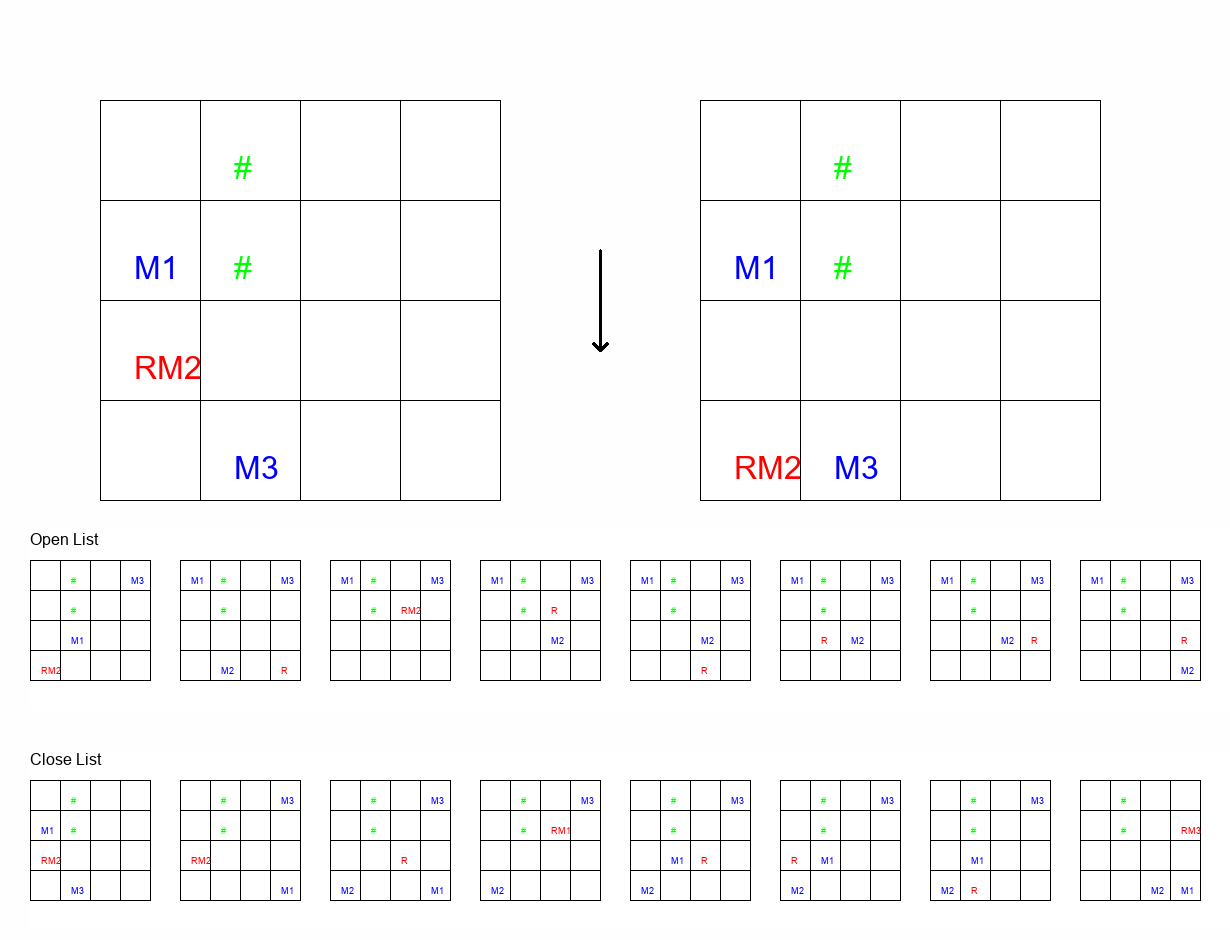 # #
M1 # M1 #
RM2
M3 RM2 M3
Open List
# M3 M1 # M3 M1 # M3 M1 # M3 M1 # M3 M1 # M3 M1 # M3 M1 # M3
# # # RM2 # R # # # #
M1 M2 M2 R M2 M2 R R
RM2 M2 R R M2
Close List
# # M3 # M3 # M3 # M3 # M3 # M3 #
M1 # # # # RM1 # # # # RM3
RM2 RM2 R M1 R R M1 M1
M3 M1 M2 M1 M2 M2 M2 M2 R M2 M1